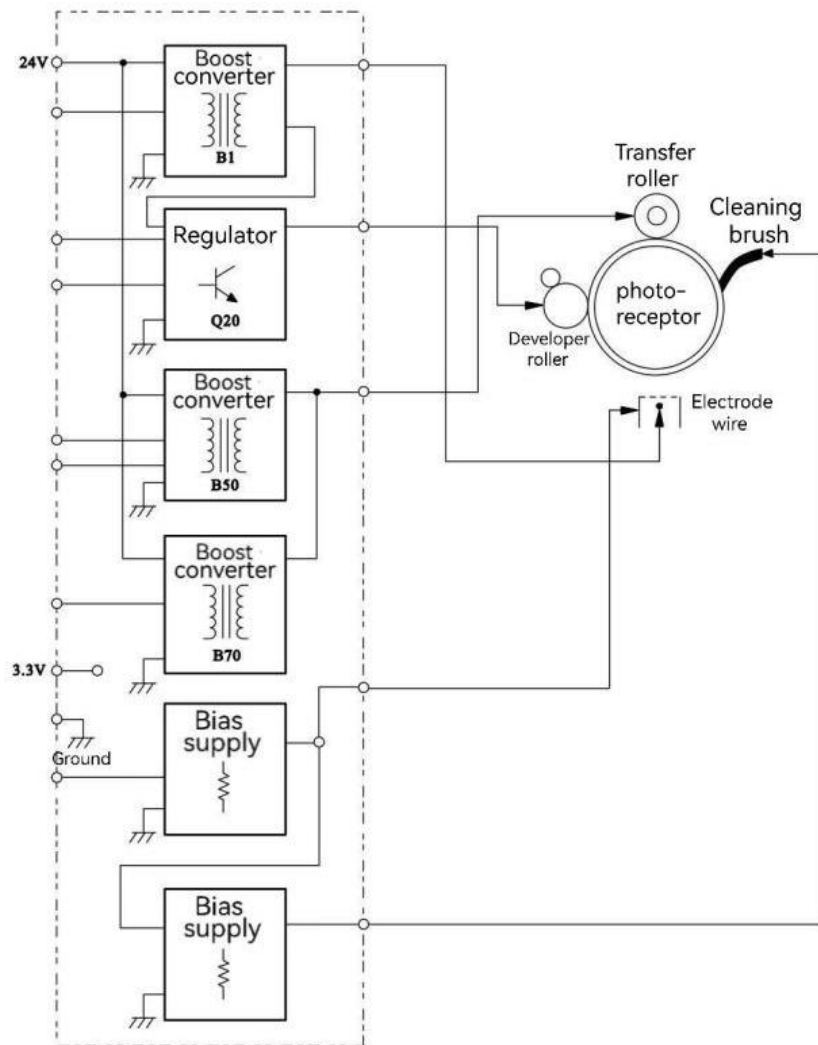 24V
Boost
converter
B1
Regulator
Q20
Boost
converter
B50
Boost
converter
B70
3.3V
Ground
Bias
supply
Bias
supply
Transfer
roller
Cleaning
brush
photo-
receptor
Developer
roller
Electrode
wire